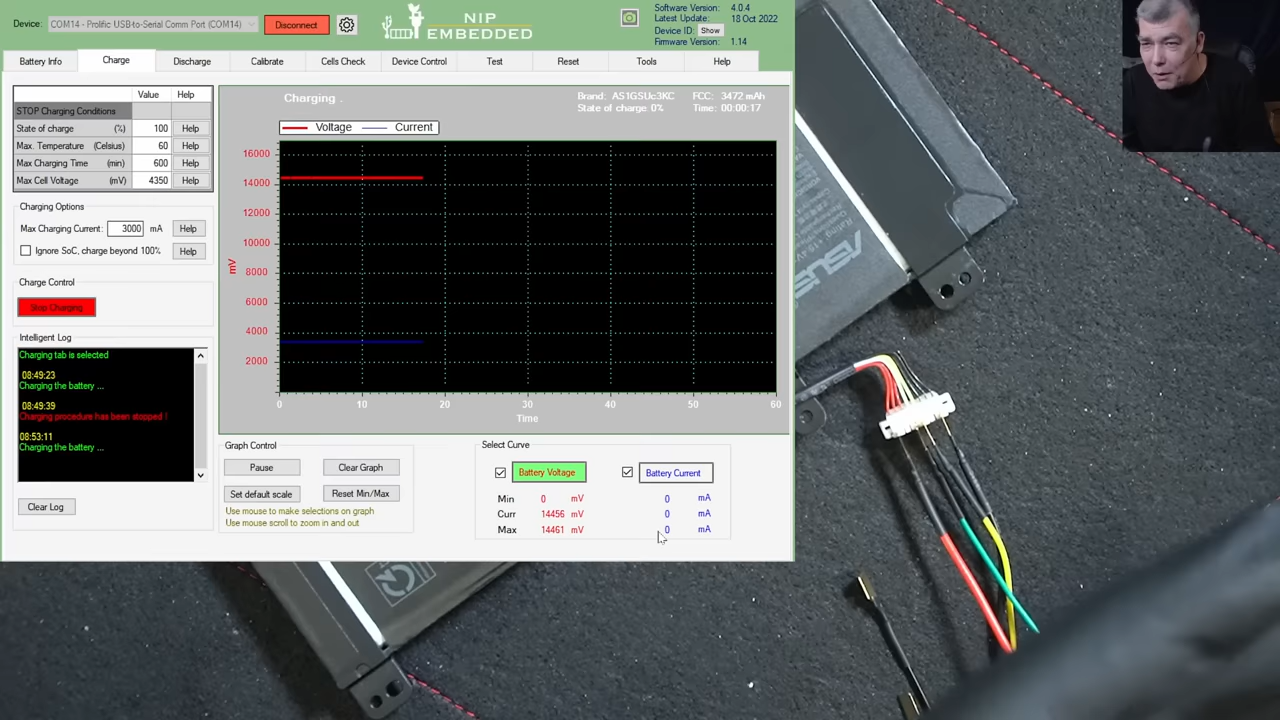 Device: COM14 - Prolific USB-to-Serial Comm Port (COM14)
Disconnect
NIP
EMBEDDED
Software Version: 4.0.4
Latest Update: 18 Oct 2022
Device ID: Show
Firmware Version: 1.14
Battery Info Charge Discharge Calibrate Cells Check Device Control Test Reset Tools Help
Value Help
STOP Charging Conditions
State of charge (%) 100 Help
Max. Temperature (Celsius) 60 Help
Max Charging Time (min) 600 Help
Max Cell Voltage (mV) 4350 Help
Charging Options
Max Charging Current: 3000 mA Help
Ignore SoC, charge beyond 100% Help
Charge Control
Stop Charging
Intelligent Log
Charging tab is selected
08:49:23
Charging the battery ...
08:49:39
Charging procedure has been stopped !
08:53:11
Charging the battery ...
Clear Log
Charging .
Brand: AS1GSUc3KC FCC: 3472 mAh
State of charge 0% Time: 00:00:17
Voltage Current
16000
14000
12000
10000
8000
6000
4000
2000
mV
0 10 20 30 40 50 60
Time
Graph Control
Pause Clear Graph
Set default scale Reset Min/Max
Use mouse to make selections on graph
Use mouse scroll to zoom in and out
Select Curve
Battery Voltage Battery Current
Min 0 mV 0 mA
Curr 14456 mV 0 mA
Max 14461 mV 0 mA
ASUS